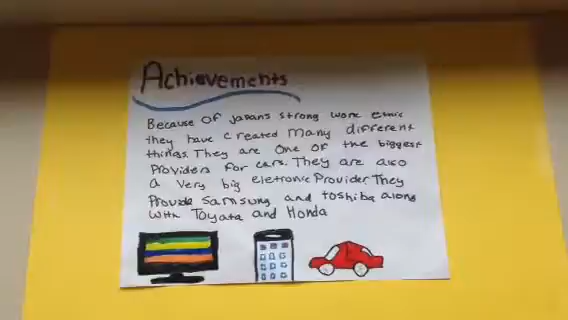 Achievements
Because of Japans strong work ethic
they have created many different
things. They are one of the biggest
Providers for cars. They are also
a very big eletronic Provider They
Provide Samsung and toshiba along
with Toyata and Honda